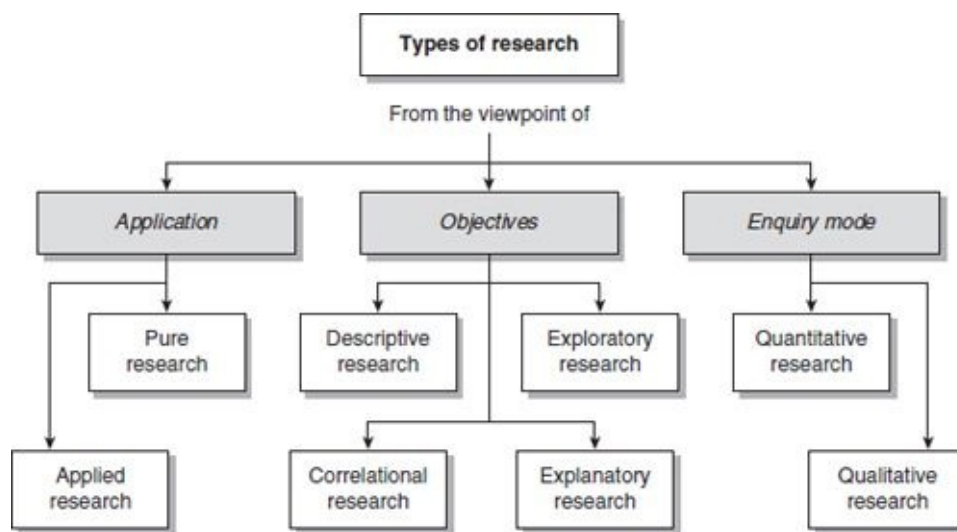 Types of research
From the viewpoint of
Application
Objectives
Enquiry mode
Pure
research
Descriptive
research
Exploratory
research
Quantitative
research
Applied
research
Correlational
research
Explanatory
research
Qualitative
research